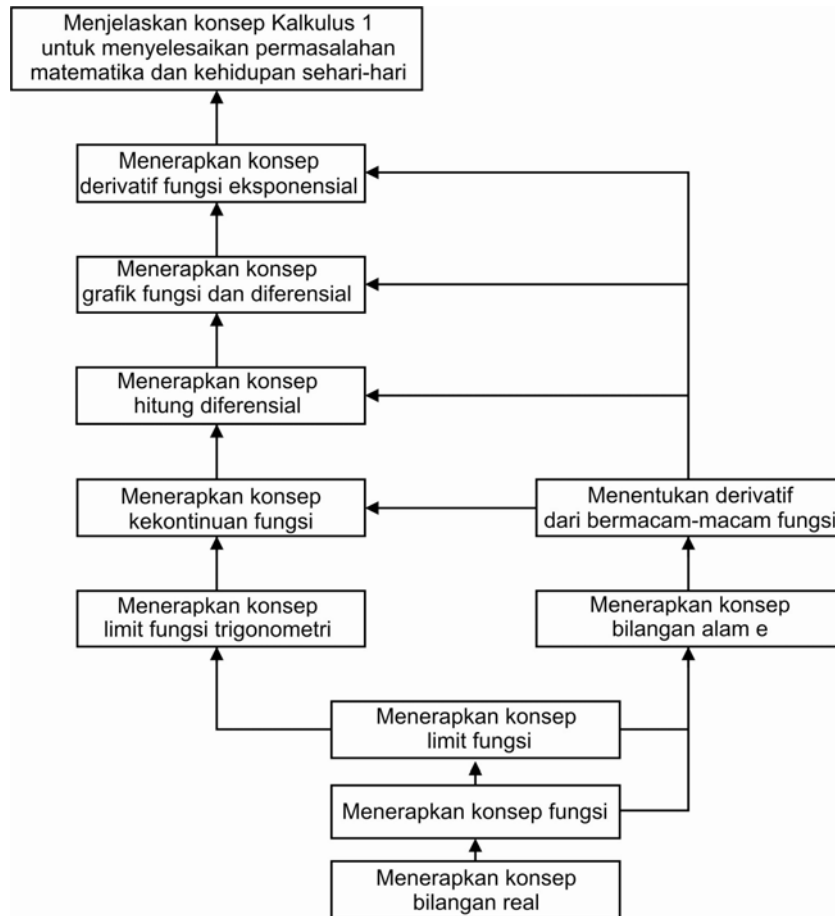 Menjelaskan konsep Kalkulus 1
untuk menyelesaikan permasalahan
matematika dan kehidupan sehari-hari
Menerapkan konsep
derivatif fungsi eksponensial
Menerapkan konsep
grafik fungsi dan diferensial
Menerapkan konsep
hitung diferensial
Menerapkan konsep
kekontinuan fungsi
Menentukan derivatif
dari bermacam-macam fungsi
Menerapkan konsep
limit fungsi trigonometri
Menerapkan konsep
bilangan alam e
Menerapkan konsep
limit fungsi
Menerapkan konsep fungsi
Menerapkan konsep
bilangan real